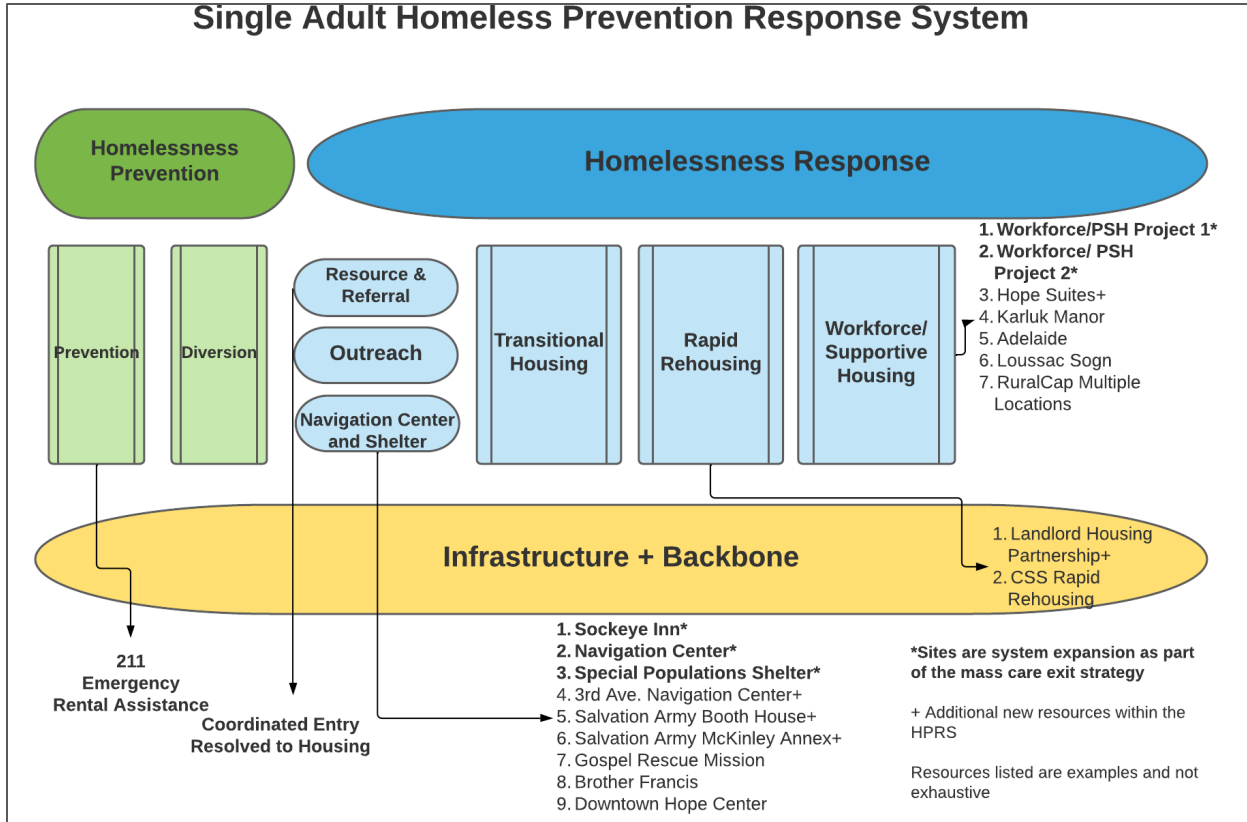 Single Adult Homeless Prevention Response System
Homelessness
Prevention
Homelessness Response
Prevention
Diversion
Resource &
Referral
Outreach
Navigation Center
and Shelter
Transitional
Housing
Rapid
Rehousing
Workforce/
Supportive
Housing
1. Workforce/PSH Project 1*
2. Workforce/ PSH
Project 2*
3. Hope Suites+
4. Karluk Manor
5. Adelaide
6. Loussac Sogn
7. RuralCap Multiple
Locations
Infrastructure + Backbone
1. Landlord Housing
Partnership+
2. CSS Rapid
Rehousing
211
Emergency
Rental Assistance
Coordinated Entry
Resolved to Housing
1. Sockeye Inn*
2. Navigation Center*
3. Special Populations Shelter*
4. 3rd Ave. Navigation Center+
5. Salvation Army Booth House+
6. Salvation Army McKinley Annex+
7. Gospel Rescue Mission
8. Brother Francis
9. Downtown Hope Center
*Sites are system expansion as part
of the mass care exit strategy
+ Additional new resources within the
HPRS
Resources listed are examples and not
exhaustive